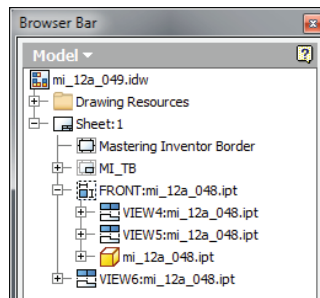 Browser Bar
Model
mi_12a_049.idw
Drawing Resources
Sheet:1
Mastering Inventor Border
MI_TB
FRONT:mi_12a_048.ipt
VIEW4:mi_12a_048.ipt
VIEW5:mi_12a_048.ipt
mi_12a_048.ipt
VIEW6:mi_12a_048.ipt